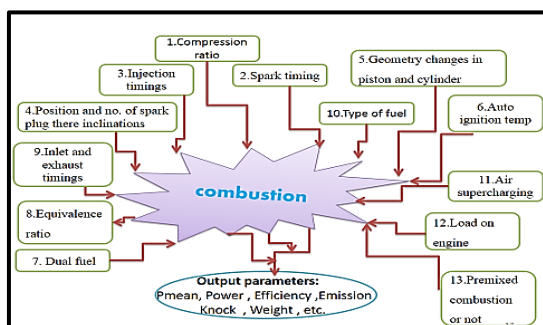 1.Compression
ratio
3.Injection
timings
2.Spark timing
5.Geometry changes in
piston and cylinder
4.Position and no. of spark
plug there inclinations
10.Type of fuel
6.Auto
ignition temp
9.Inlet and
exhaust
timings
combustion
11.Air
supercharging
8.Equivalence
ratio
12.Load on
engine
7. Dual fuel
Output parameters:
Pmean, Power , Efficiency ,Emission
Knock , Weight , etc.
13.Premixed
combustion
or not